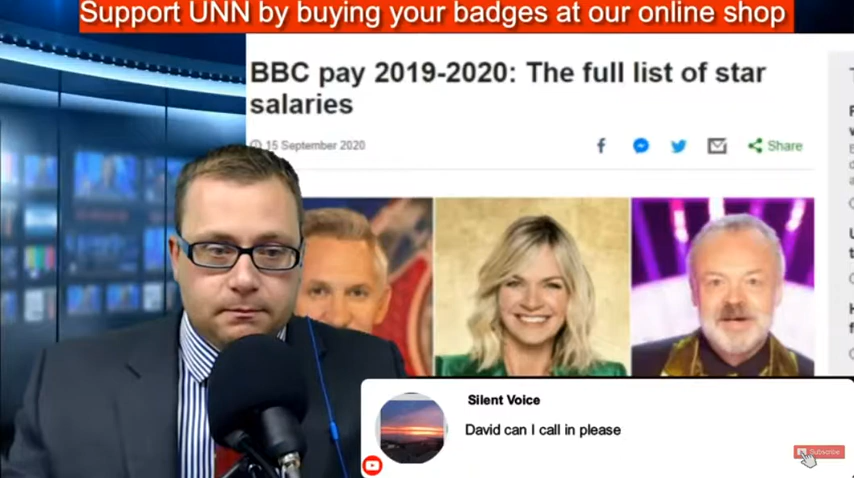 Support UNN by buying your badges at our online shop
BBC pay 2019-2020: The full list of star
salaries
15 September 2020
Share
Silent Voice
David can I call in please
Subscribe